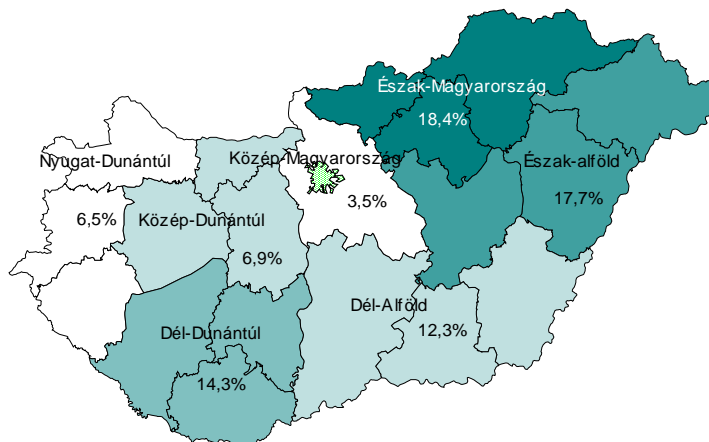 Észak-Magyarország
18,4%
Nyugat-Dunántúl
Közép-Magyarország
Észak-alföld
17,7%
6,5%
Közép-Dunántúl
3,5%
6,9%
Dél-Alföld
Dél-Dunántúl
12,3%
14,3%